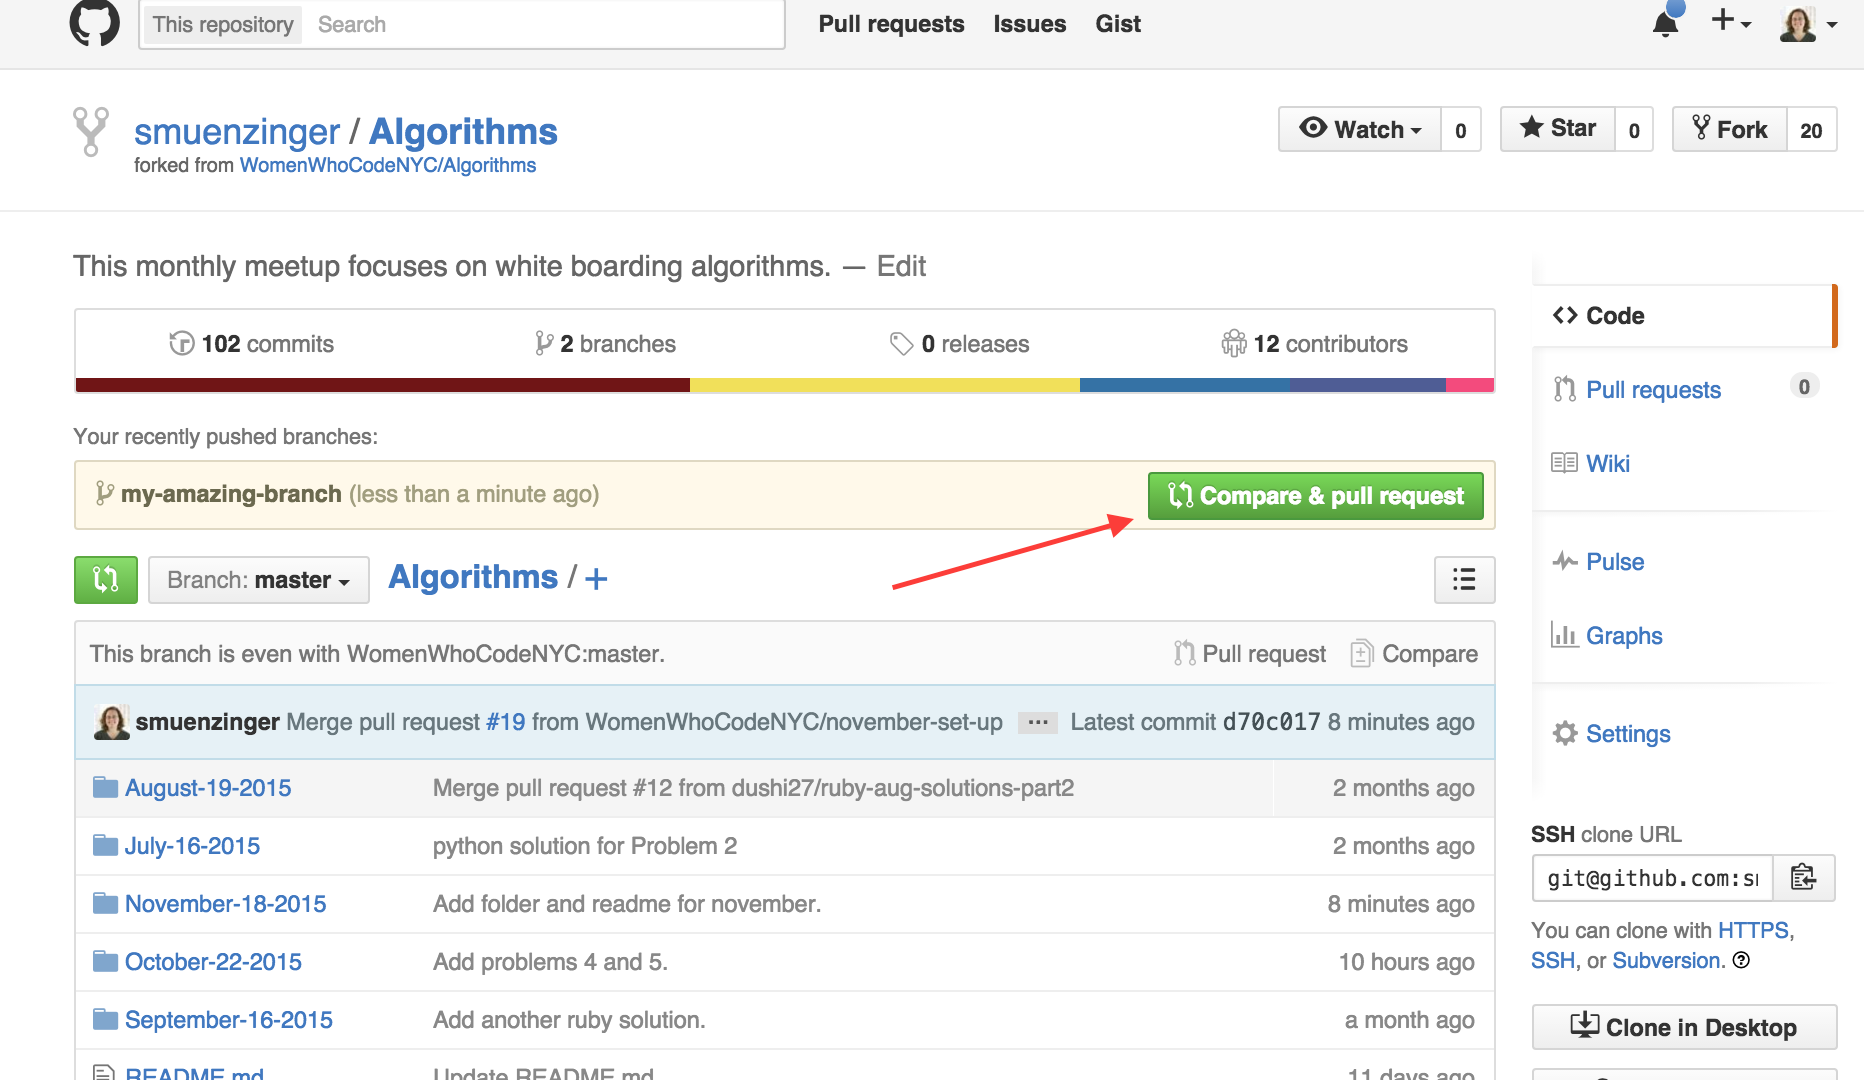 This repository Search Pull requests Issues Gist
smuenzinger / Algorithms
forked from WomenWhoCodeNYC/Algorithms
Watch 0 Star 0 Fork 20
This monthly meetup focuses on white boarding algorithms. — Edit
102 commits 2 branches 0 releases 12 contributors
Your recently pushed branches:
my-amazing-branch (less than a minute ago) Compare & pull request
Branch: master Algorithms / +
This branch is even with WomenWhoCodeNYC:master. Pull request Compare
smuenzinger Merge pull request #19 from WomenWhoCodeNYC/november-set-up ... Latest commit d70c017 8 minutes ago
August-19-2015 Merge pull request #12 from dushi27/ruby-aug-solutions-part2 2 months ago
July-16-2015 python solution for Problem 2 2 months ago
November-18-2015 Add folder and readme for november. 8 minutes ago
October-22-2015 Add problems 4 and 5. 10 hours ago
September-16-2015 Add another ruby solution. a month ago
README.md Update README.md 11 days ago
Code
Pull requests 0
Wiki
Pulse
Graphs
Settings
SSH clone URL
git@github.com:sr
You can clone with HTTPS,
SSH, or Subversion.
Clone in Desktop